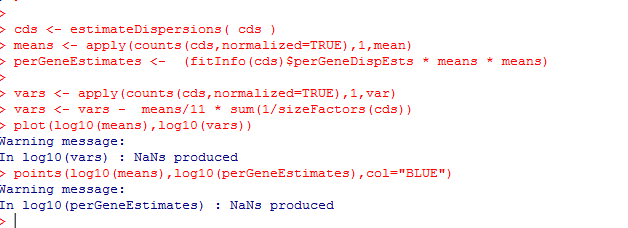 >
> cds <- estimateDispersions( cds )
> means <- apply(counts(cds,normalized=TRUE),1,mean)
> perGeneEstimates <-  (fitInfo(cds)$perGeneDispEsts * means * means)
>
> vars <- apply(counts(cds,normalized=TRUE),1,var)
> vars <- vars -  means/11 * sum(1/sizeFactors(cds))
> plot(log10(means),log10(vars))
Warning message:
In log10(vars) : NaNs produced
> points(log10(means),log10(perGeneEstimates),col="BLUE")
Warning message:
In log10(perGeneEstimates) : NaNs produced
>